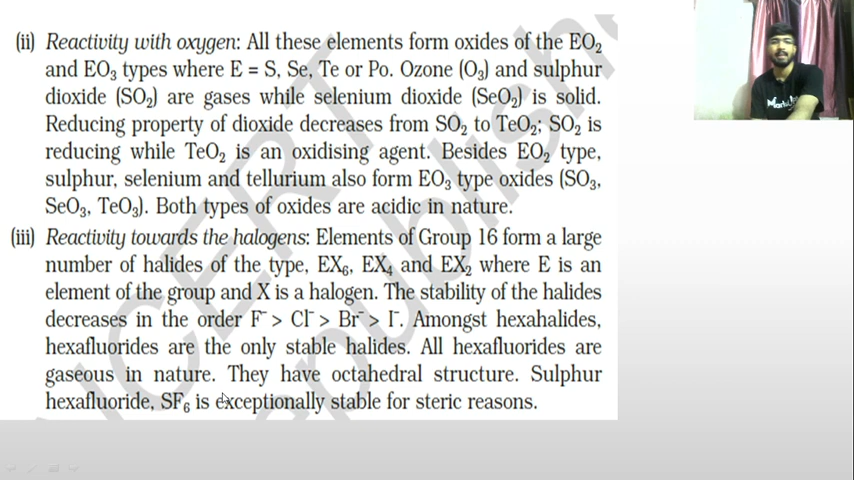 (ii) Reactivity with oxygen: All these elements form oxides of the EO₂
and EO₃ types where E = S, Se, Te or Po. Ozone (O₃) and sulphur
dioxide (SO₂) are gases while selenium dioxide (SeO₂) is solid.
Reducing property of dioxide decreases from SO₂ to TeO₂; SO₂ is
reducing while TeO₂ is an oxidising agent. Besides EO₂ type,
sulphur, selenium and tellurium also form EO₃ type oxides (SO₃,
SeO₃, TeO₃). Both types of oxides are acidic in nature.
(iii) Reactivity towards the halogens: Elements of Group 16 form a large
number of halides of the type, EX₆, EX₄ and EX₂ where E is an
element of the group and X is a halogen. The stability of the halides
decreases in the order F⁻ > Cl⁻ > Br⁻ > I⁻. Amongst hexahalides,
hexafluorides are the only stable halides. All hexafluorides are
gaseous in nature. They have octahedral structure. Sulphur
hexafluoride, SF₆ is exceptionally stable for steric reasons.